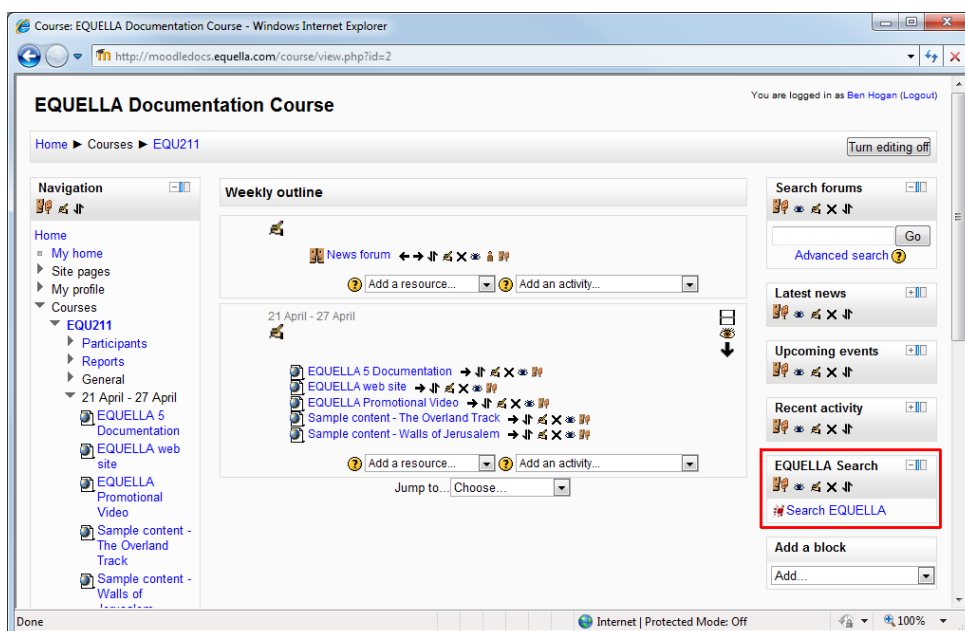 Course: EQUELLA Documentation Course - Windows Internet Explorer
http://moodledocs.equella.com/course/view.php?id=2
EQUELLA Documentation Course
You are logged in as Ben Hogan (Logout)
Home ► Courses ► EQU211
Turn editing off
Navigation
Home
My home
Site pages
My profile
Courses
EQU211
Participants
Reports
General
21 April - 27 April
EQUELLA 5
Documentation
EQUELLA web
site
EQUELLA
Promotional
Video
Sample content -
The Overland
Track
Sample content -
Walls of
Weekly outline
News forum
Add a resource... Add an activity...
21 April - 27 April
EQUELLA 5 Documentation
EQUELLA web site
EQUELLA Promotional Video
Sample content - The Overland Track
Sample content - Walls of Jerusalem
Add a resource... Add an activity...
Jump to... Choose...
Search forums
Go
Advanced search
Latest news
Upcoming events
Recent activity
EQUELLA Search
Search EQUELLA
Add a block
Add...
Done
Internet | Protected Mode: Off
100%